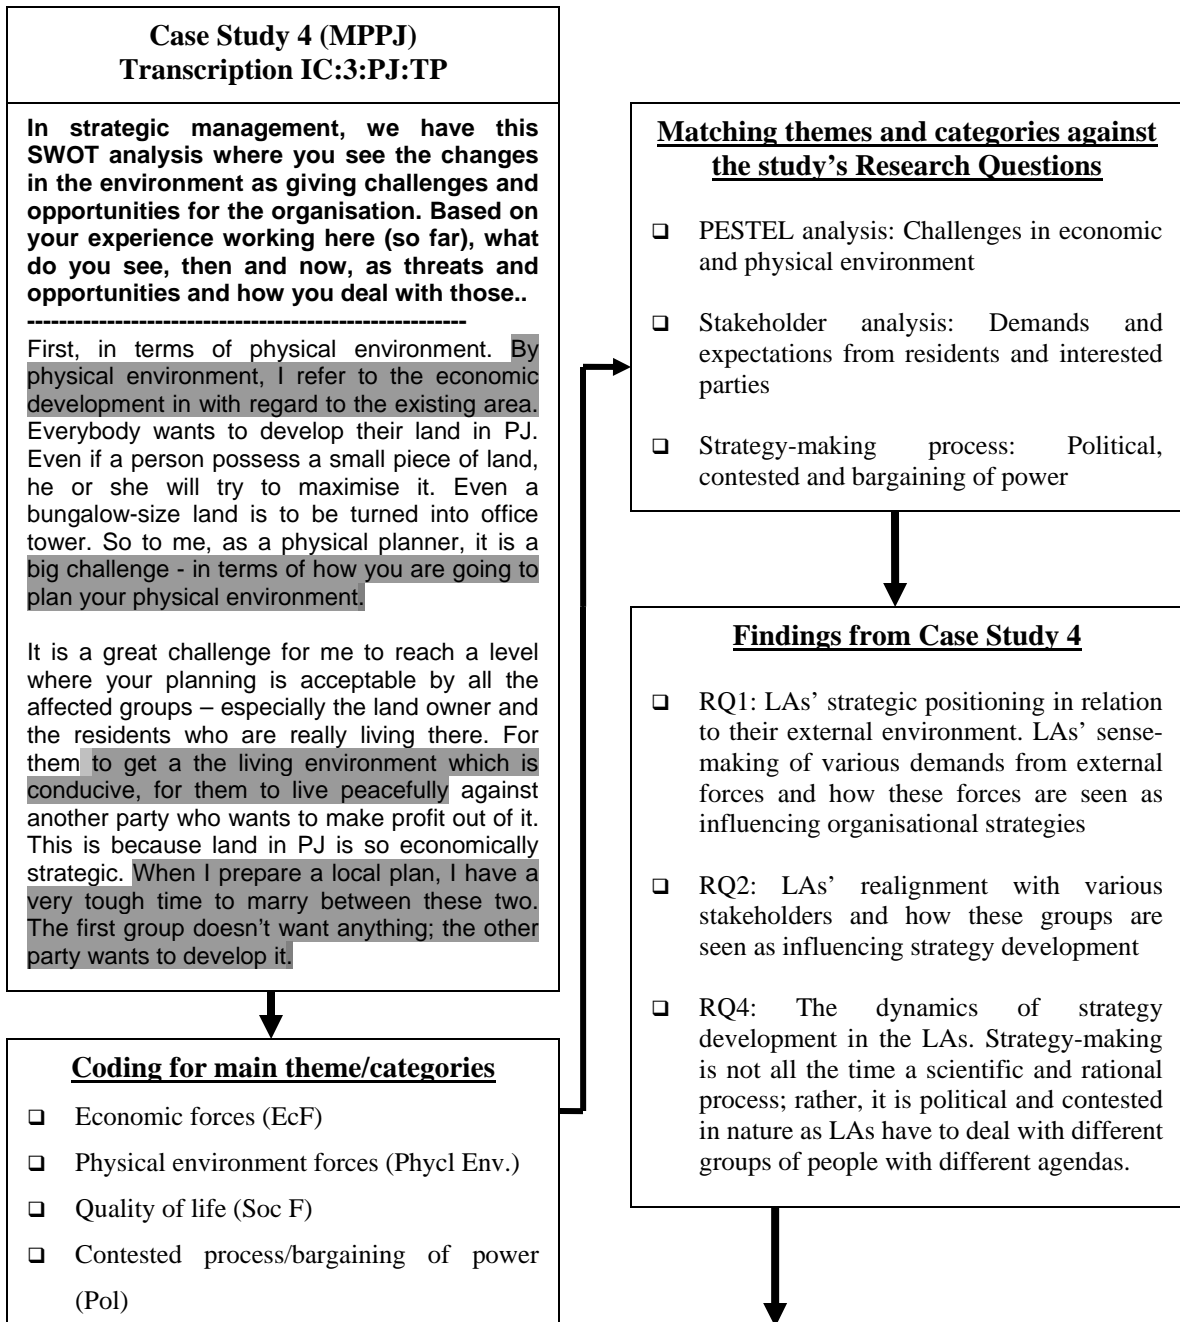 Case Study 4 (MPPJ)
Transcription IC:3:PJ:TP
In strategic management, we have this
SWOT analysis where you see the changes
in the environment as giving challenges and
opportunities for the organisation. Based on
your experience working here (so far), what
do you see, then and now, as threats and
opportunities and how you deal with those..
-------------------------------------------------------
First, in terms of physical environment. By
physical environment, I refer to the economic
development in with regard to the existing area.
Everybody wants to develop their land in PJ.
Even if a person possess a small piece of land,
he or she will try to maximise it. Even a
bungalow-size land is to be turned into office
tower. So to me, as a physical planner, it is a
big challenge - in terms of how you are going to
plan your physical environment.
It is a great challenge for me to reach a level
where your planning is acceptable by all the
affected groups – especially the land owner and
the residents who are really living there. For
them to get a the living environment which is
conducive, for them to live peacefully against
another party who wants to make profit out of it.
This is because land in PJ is so economically
strategic. When I prepare a local plan, I have a
very tough time to marry between these two.
The first group doesn't want anything; the other
party wants to develop it.
Coding for main theme/categories
❑ Economic forces (EcF)
❑ Physical environment forces (Phycl Env.)
❑ Quality of life (Soc F)
❑ Contested process/bargaining of power
(Pol)
Matching themes and categories against
the study's Research Questions
❑ PESTEL analysis: Challenges in economic
and physical environment
❑ Stakeholder analysis: Demands and
expectations from residents and interested
parties
❑ Strategy-making process: Political,
contested and bargaining of power
Findings from Case Study 4
❑ RQ1: LAs' strategic positioning in relation
to their external environment. LAs' sense-
making of various demands from external
forces and how these forces are seen as
influencing organisational strategies
❑ RQ2: LAs' realignment with various
stakeholders and how these groups are
seen as influencing strategy development
❑ RQ4: The dynamics of strategy
development in the LAs. Strategy-making
is not all the time a scientific and rational
process; rather, it is political and contested
in nature as LAs have to deal with different
groups of people with different agendas.